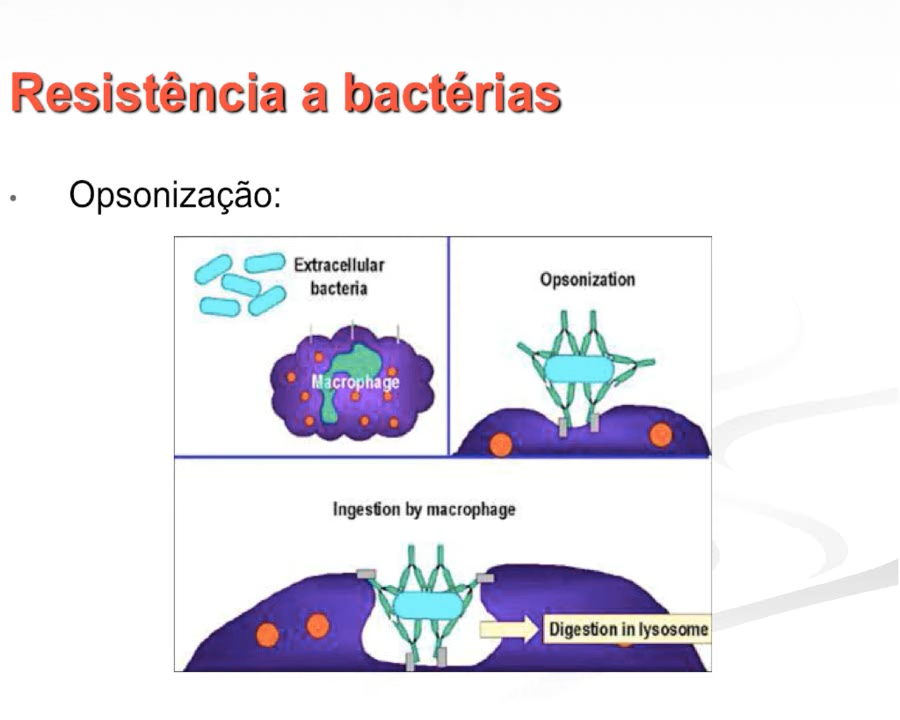 Resistência a bactérias
• Opsonização:
Extracellular
bacteria
Macrophage
Opsonization
Ingestion by macrophage
Digestion in lysosome